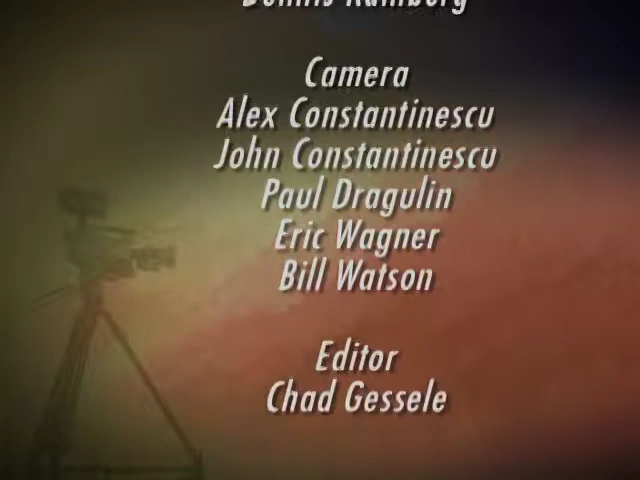 Camera
Alex Constantinescu
John Constantinescu
Paul Dragulin
Eric Wagner
Bill Watson
Editor
Chad Gessele